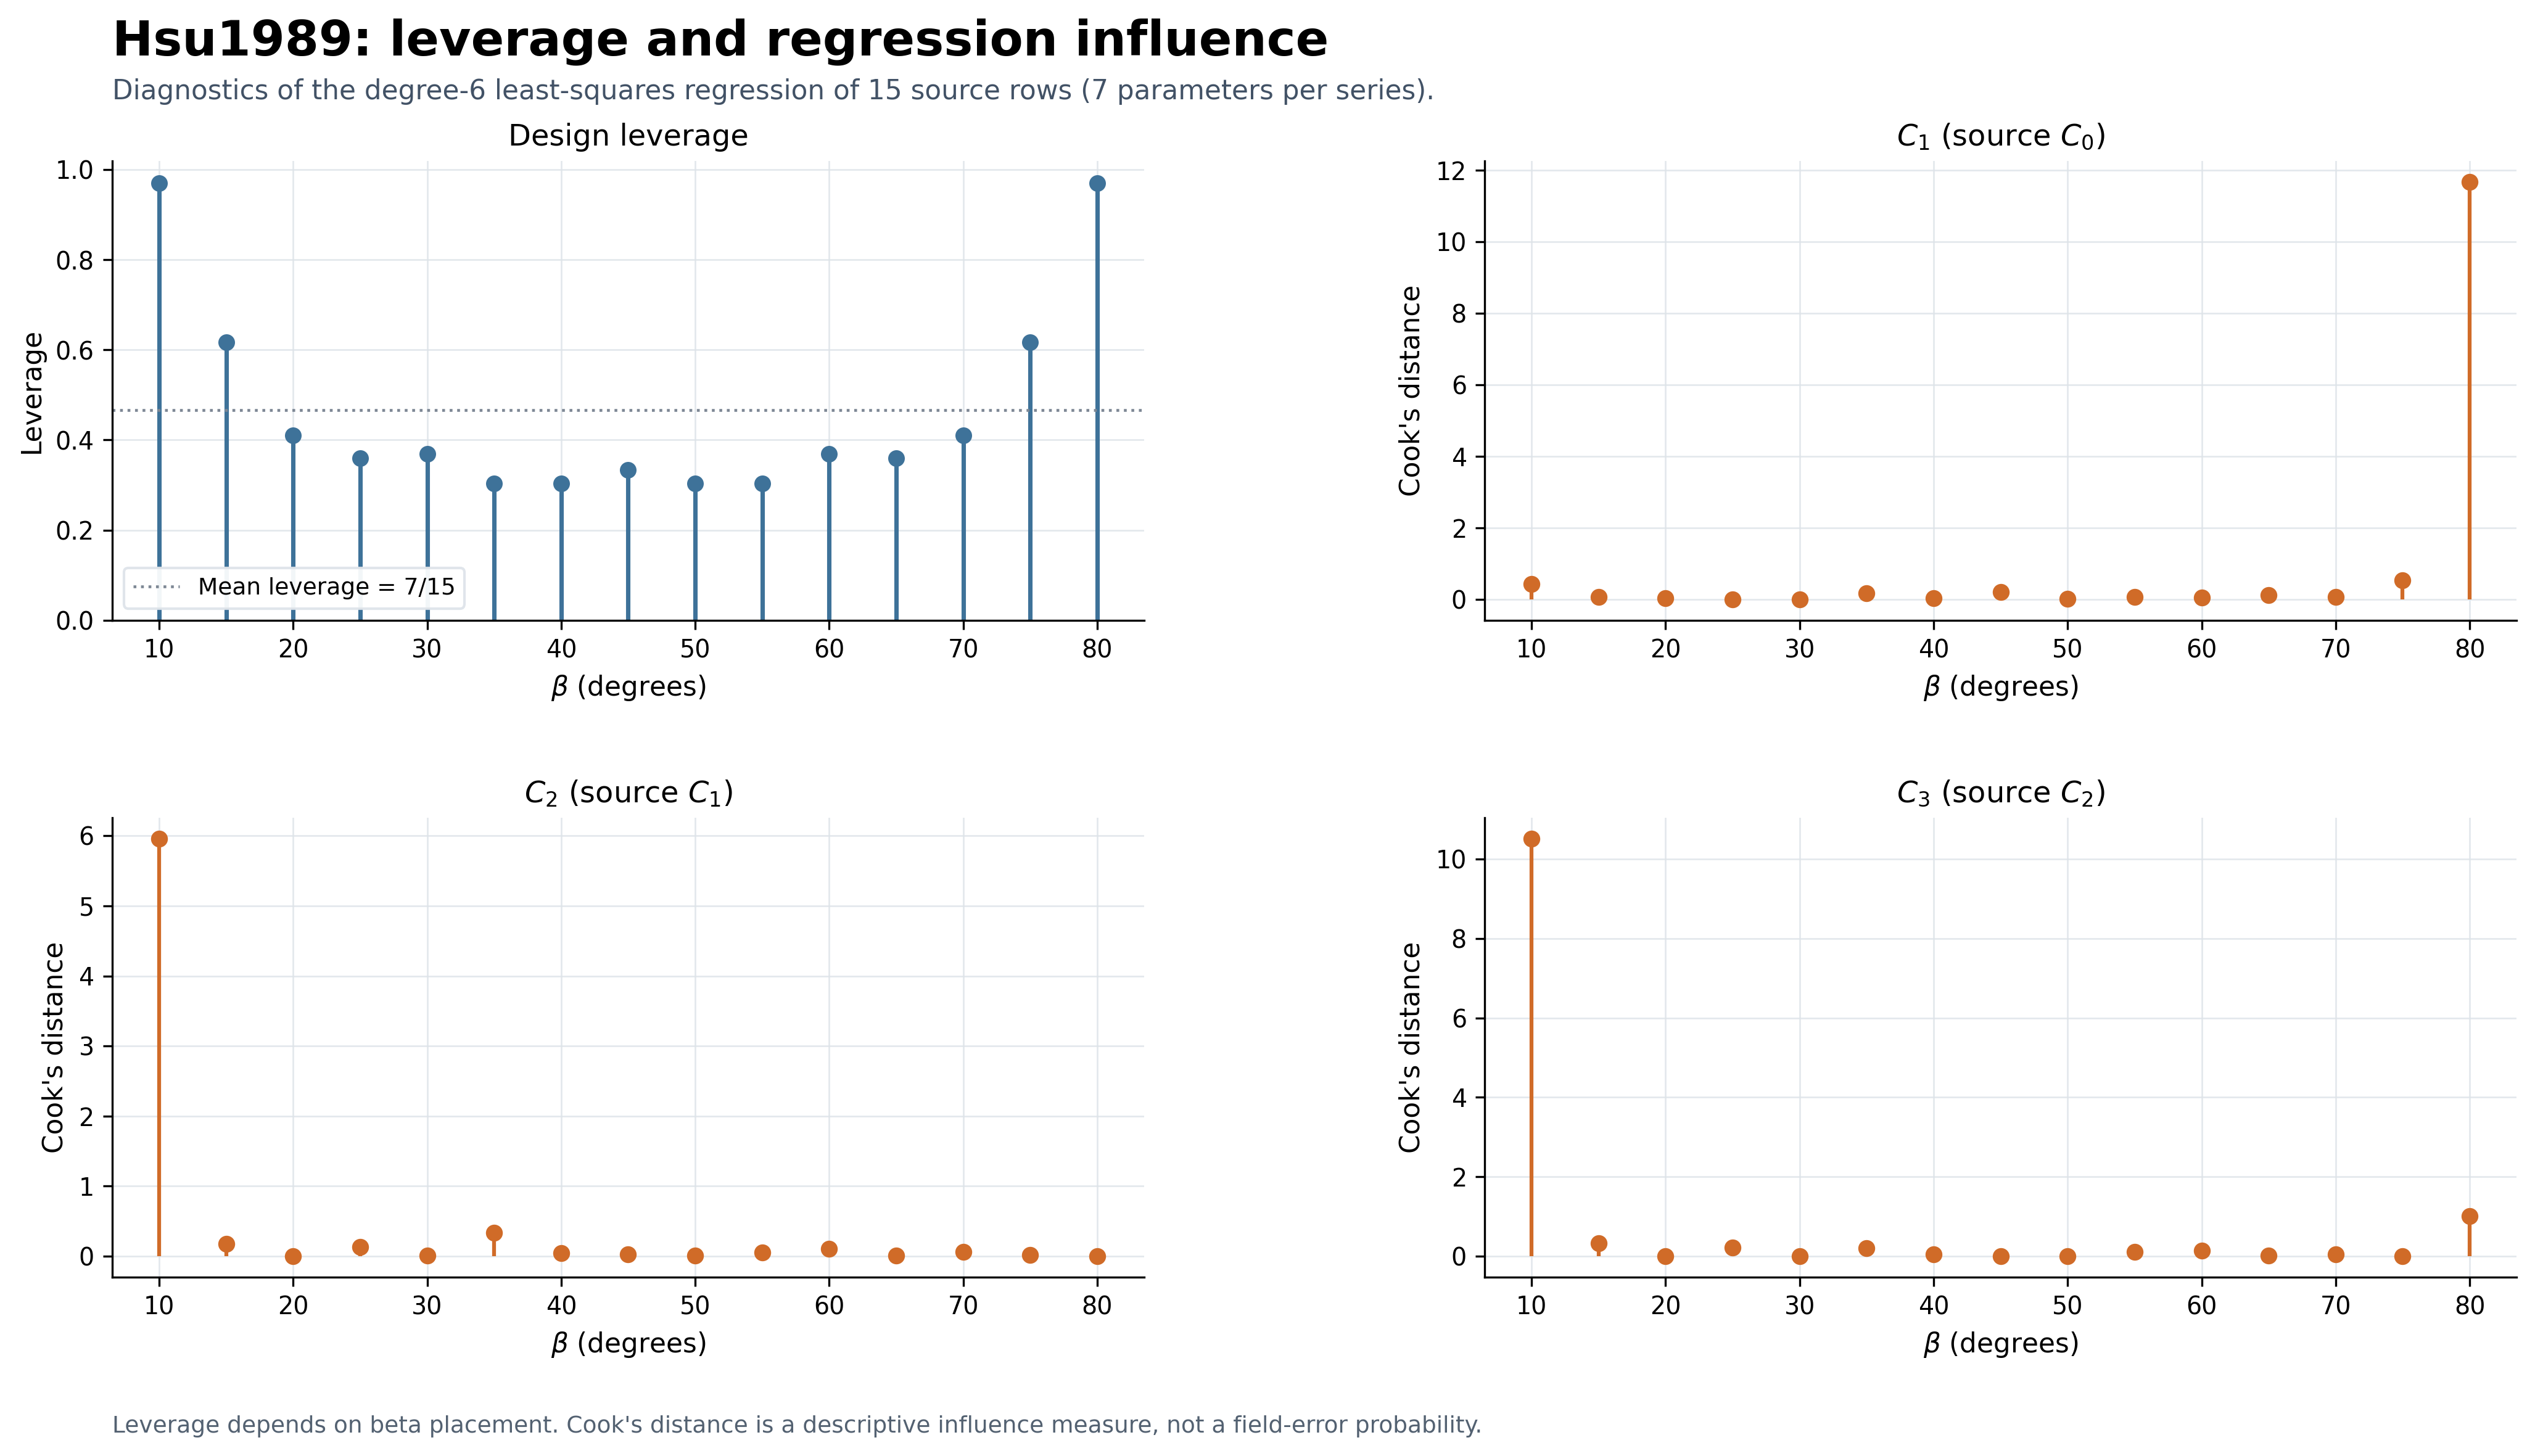 Hsu1989: leverage and regression influence
Diagnostics of the degree-6 least-squares regression of 15 source rows (7 parameters per series).
Design leverage
Leverage
1.0
0.8
0.6
0.4
0.2
0.0
Mean leverage = 7/15
10 20 30 40 50 60 70 80
β (degrees)
C₁ (source C₀)
Cook's distance
12
10
8
6
4
2
0
10 20 30 40 50 60 70 80
β (degrees)
C₂ (source C₁)
Cook's distance
6
5
4
3
2
1
0
10 20 30 40 50 60 70 80
β (degrees)
C₃ (source C₂)
Cook's distance
10
8
6
4
2
0
10 20 30 40 50 60 70 80
β (degrees)
Leverage depends on beta placement. Cook's distance is a descriptive influence measure, not a field-error probability.